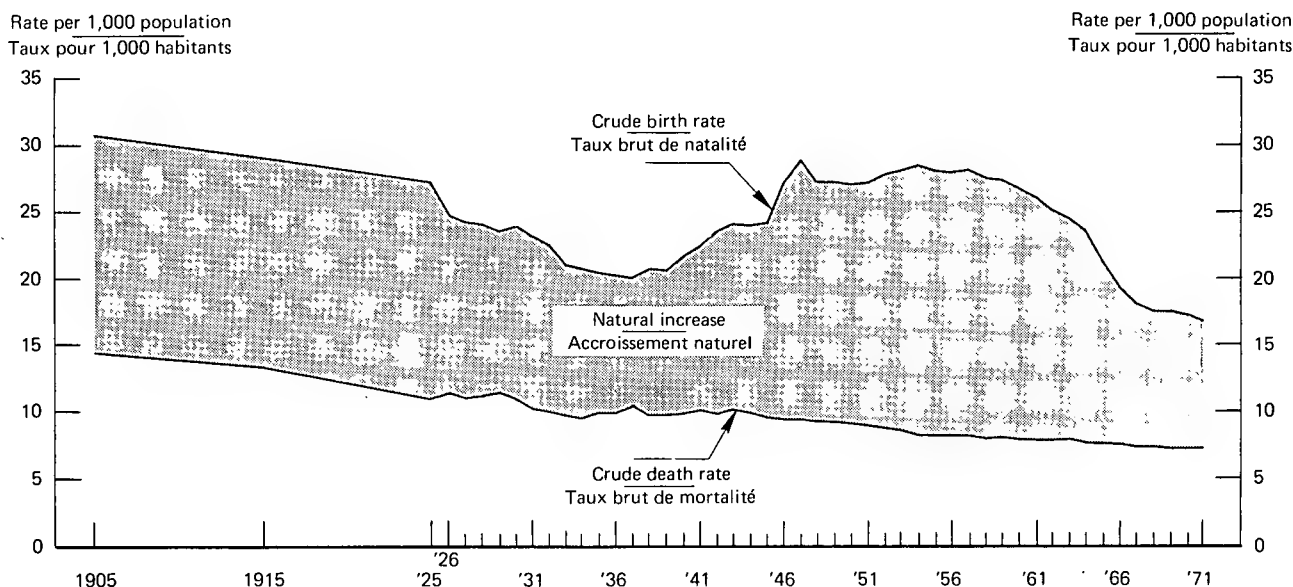 Rate per 1,000 population
Taux pour 1,000 habitants
Rate per 1,000 population
Taux pour 1,000 habitants
35
30
25
20
15
10
5
0
Crude birth rate
Taux brut de natalité
Natural increase
Accroissement naturel
Crude death rate
Taux brut de mortalité
35
30
25
20
15
10
5
0
'26
1905 1915 '25 '31 '36 '41 '46 '51 '56 '61 '66 '71